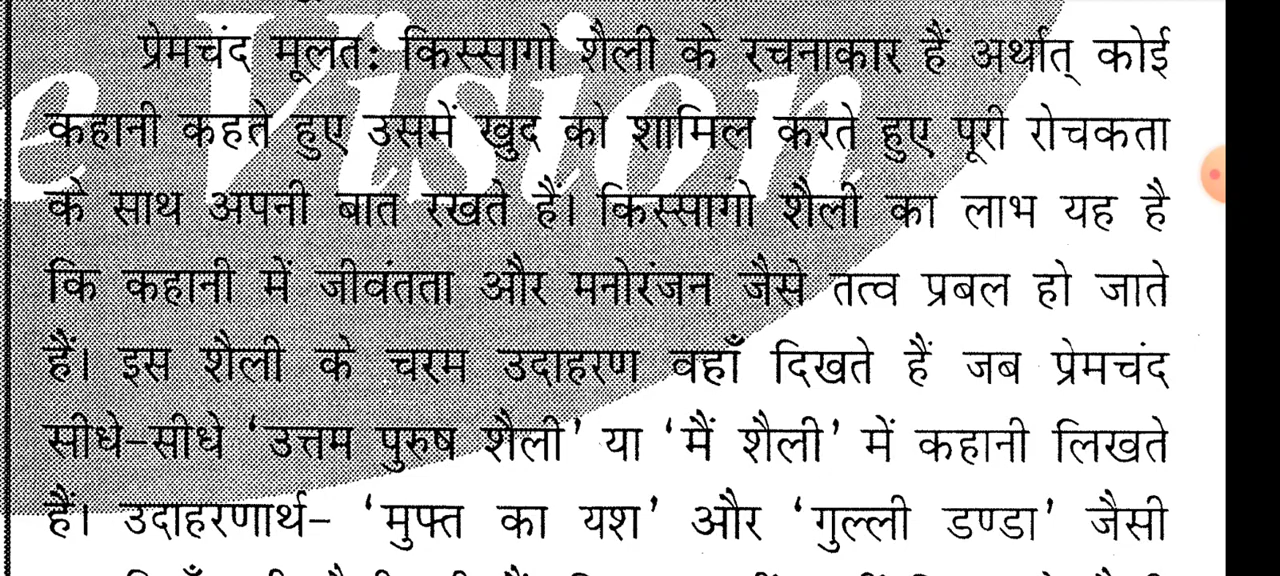 प्रेमचंद मूलत: किस्सागो शैली के रचनाकार हैं अर्थात् कोई
कहानी कहते हुए उसमें खुद को शामिल करते हुए पूरी रोचकता
के साथ अपनी बात रखते हैं। किस्सागो शैली का लाभ यह है
कि कहानी में जीवंतता और मनोरंजन जैसे तत्व प्रबल हो जाते
हैं। इस शैली के चरम उदाहरण वहाँ दिखते हैं जब प्रेमचंद
सीधे-सीधे ‘उत्तम पुरुष शैली’ या ‘मैं शैली’ में कहानी लिखते
हैं। उदाहरणार्थ- ‘मुफ्त का यश’ और ‘गुल्ली डण्डा’ जैसी
e Vision